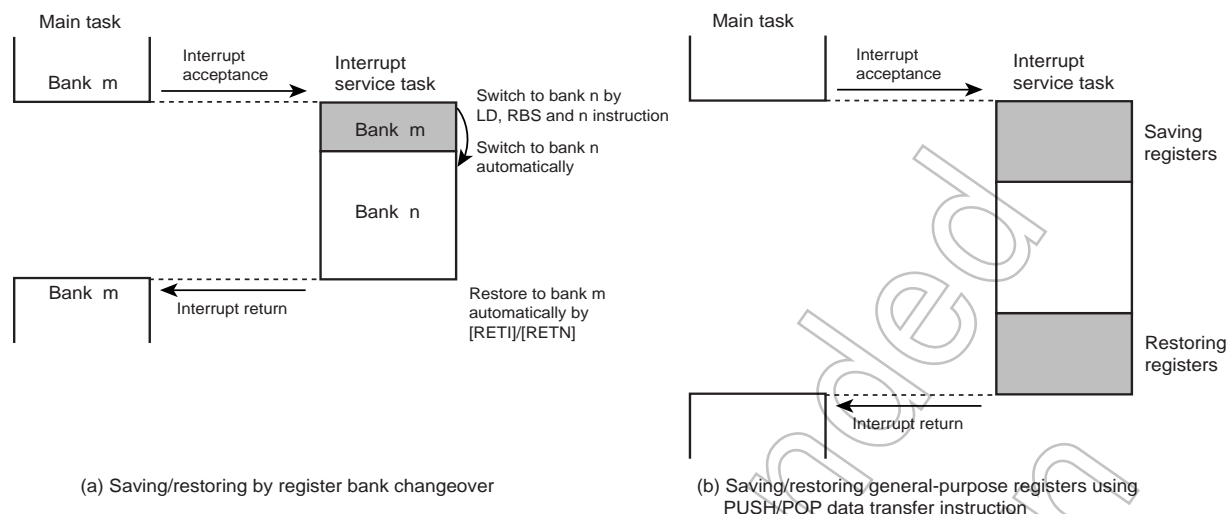 Main task
Bank m
Interrupt
acceptance
Interrupt
service task
Bank m
Switch to bank n by
LD, RBS and n instruction
Switch to bank n
automatically
Bank n
Bank m
Interrupt return
Restore to bank m
automatically by
[RETI]/[RETN]
(a) Saving/restoring by register bank changeover
Main task
Interrupt
acceptance
Interrupt
service task
Saving
registers
Restoring
registers
Interrupt return
(b) Saving/restoring general-purpose registers using
PUSH/POP data transfer instruction